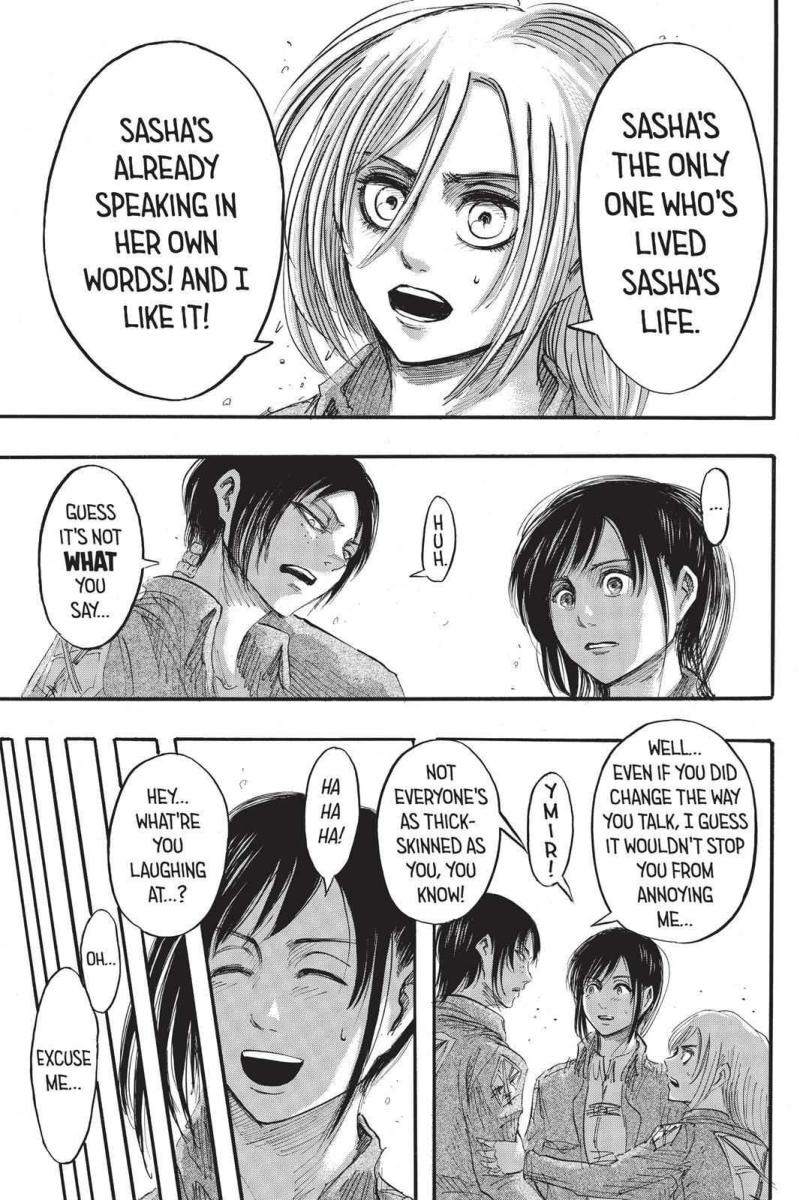 SASHA'S
THE ONLY
ONE WHO'S
LIVED
SASHA'S
LIFE.
SASHA'S
ALREADY
SPEAKING IN
HER OWN
WORDS! AND I
LIKE IT!
...
HUH.
GUESS
IT'S NOT
WHAT
YOU
SAY...
WELL...
EVEN IF YOU DID
CHANGE THE WAY
YOU TALK, I GUESS
IT WOULDN'T STOP
YOU FROM
ANNOYING
ME...
YMIR!
NOT
EVERYONE'S
AS THICK-
SKINNED AS
YOU, YOU
KNOW!
HA
HA
HA!
HEY...
WHAT'RE
YOU
LAUGHING
AT...?
OH...
EXCUSE
ME...